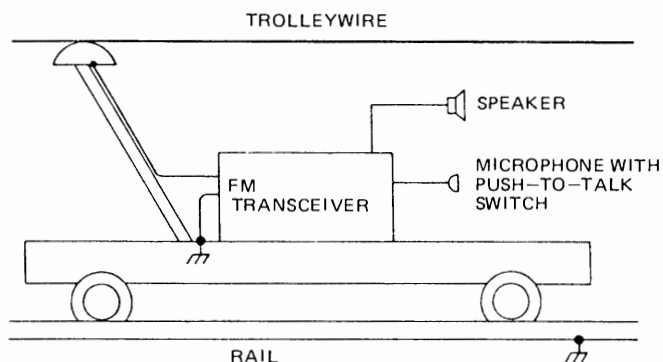 TROLLEYWIRE
SPEAKER
MICROPHONE WITH
PUSH–TO–TALK
SWITCH
FM
TRANSCEIVER
RAIL